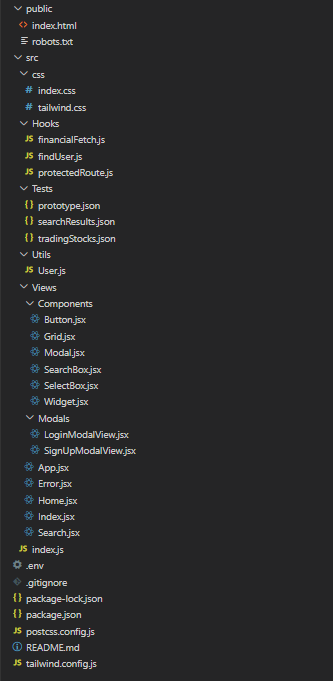 public
index.html
robots.txt
src
css
index.css
tailwind.css
Hooks
financialFetch.js
findUser.js
protectedRoute.js
Tests
prototype.json
searchResults.json
tradingStocks.json
Utils
User.js
Views
Components
Button.jsx
Grid.jsx
Modal.jsx
SearchBox.jsx
SelectBox.jsx
Widget.jsx
Modals
LoginModalView.jsx
SignUpModalView.jsx
App.jsx
Error.jsx
Home.jsx
Index.jsx
Search.jsx
index.js
.env
.gitignore
package-lock.json
package.json
postcss.config.js
README.md
tailwind.config.js